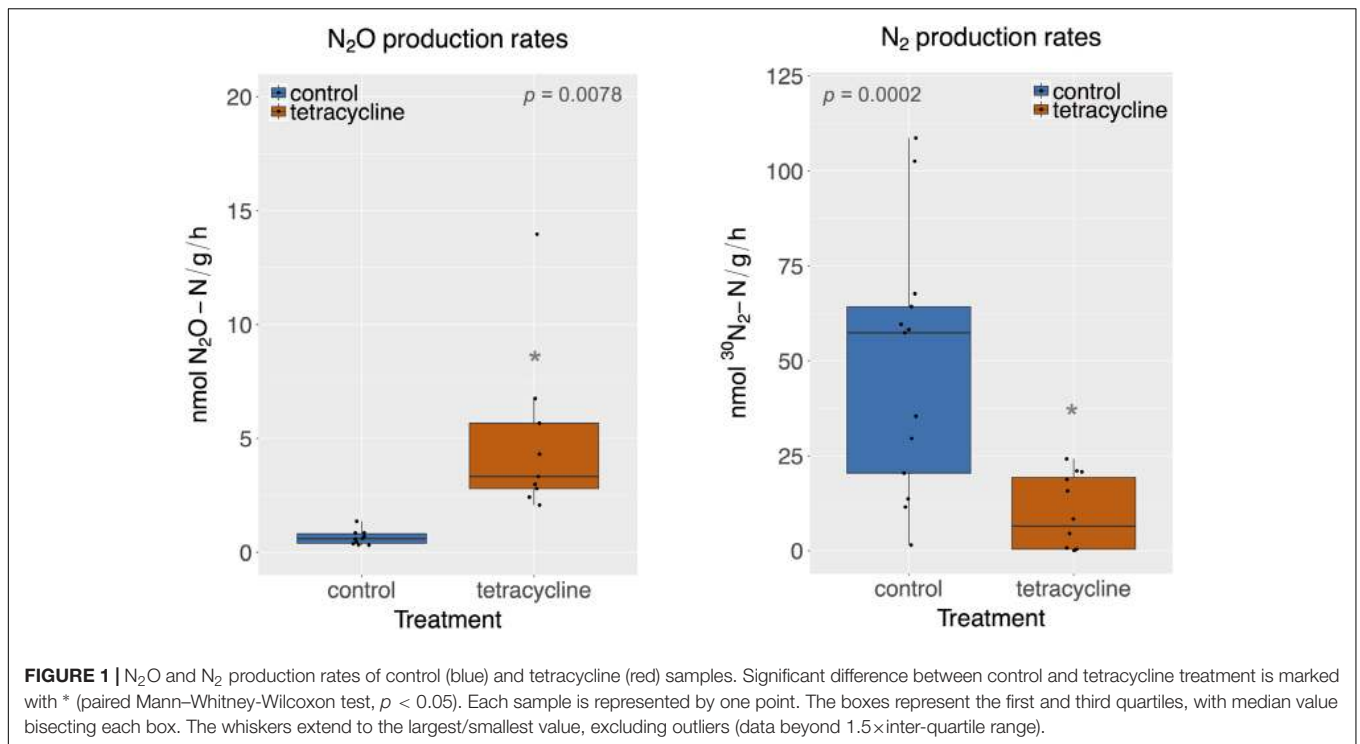 N₂O production rates
20
15
10
5
0
nmol N₂O – N / g / h
control
tetracycline
p = 0.0078
*
control
tetracycline
Treatment
N₂ production rates
125
100
75
50
25
0
nmol ³⁰N₂– N / g / h
p = 0.0002
control
tetracycline
*
control
tetracycline
Treatment
FIGURE 1 | N₂O and N₂ production rates of control (blue) and tetracycline (red) samples. Significant difference between control and tetracycline treatment is marked
with * (paired Mann–Whitney-Wilcoxon test, p < 0.05). Each sample is represented by one point. The boxes represent the first and third quartiles, with median value
bisecting each box. The whiskers extend to the largest/smallest value, excluding outliers (data beyond 1.5×inter-quartile range).